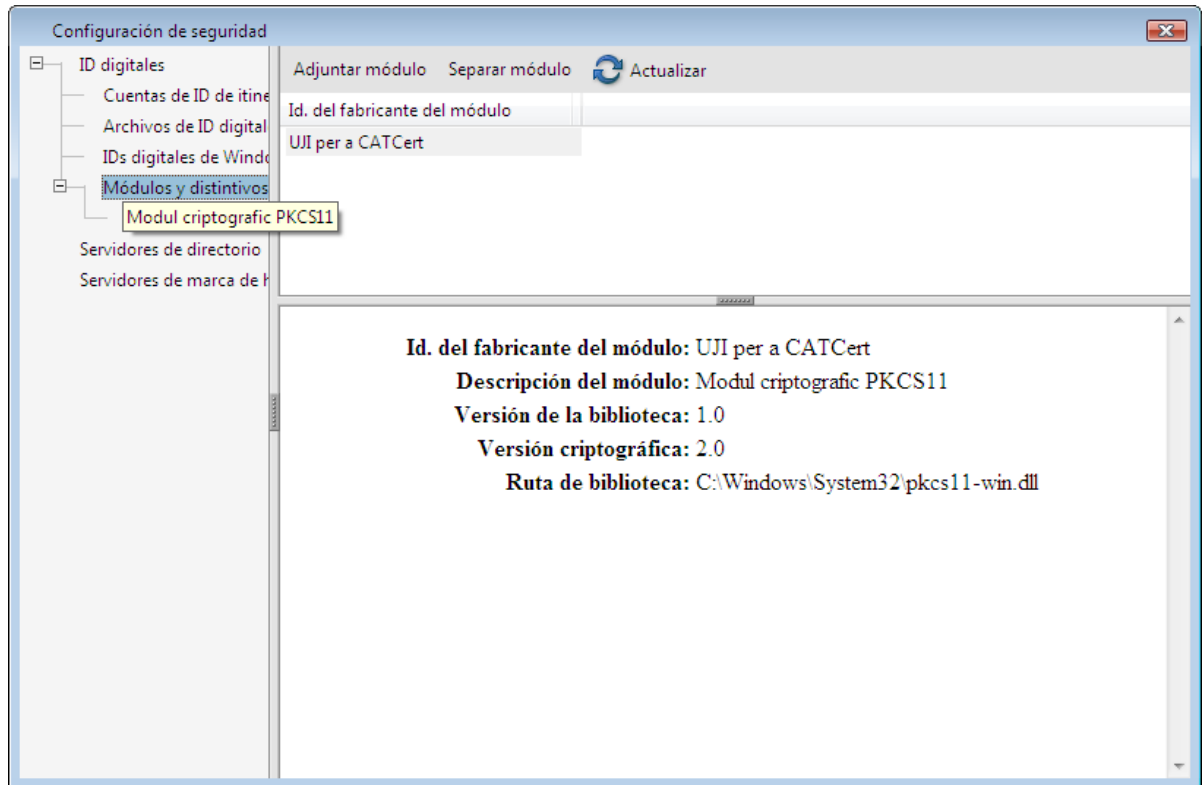 Configuración de seguridad
ID digitales
Cuentas de ID de itine
Archivos de ID digital
IDs digitales de Windo
Módulos y distintivos
Modul criptografic PKCS11
Servidores de directorio
Servidores de marca de h
Adjuntar módulo Separar módulo Actualizar
Id. del fabricante del módulo
UJI per a CATCert
Id. del fabricante del módulo: UJI per a CATCert
Descripción del módulo: Modul criptografic PKCS11
Versión de la biblioteca: 1.0
Versión criptográfica: 2.0
Ruta de biblioteca: C:\Windows\System32\pkcs11-win.dll